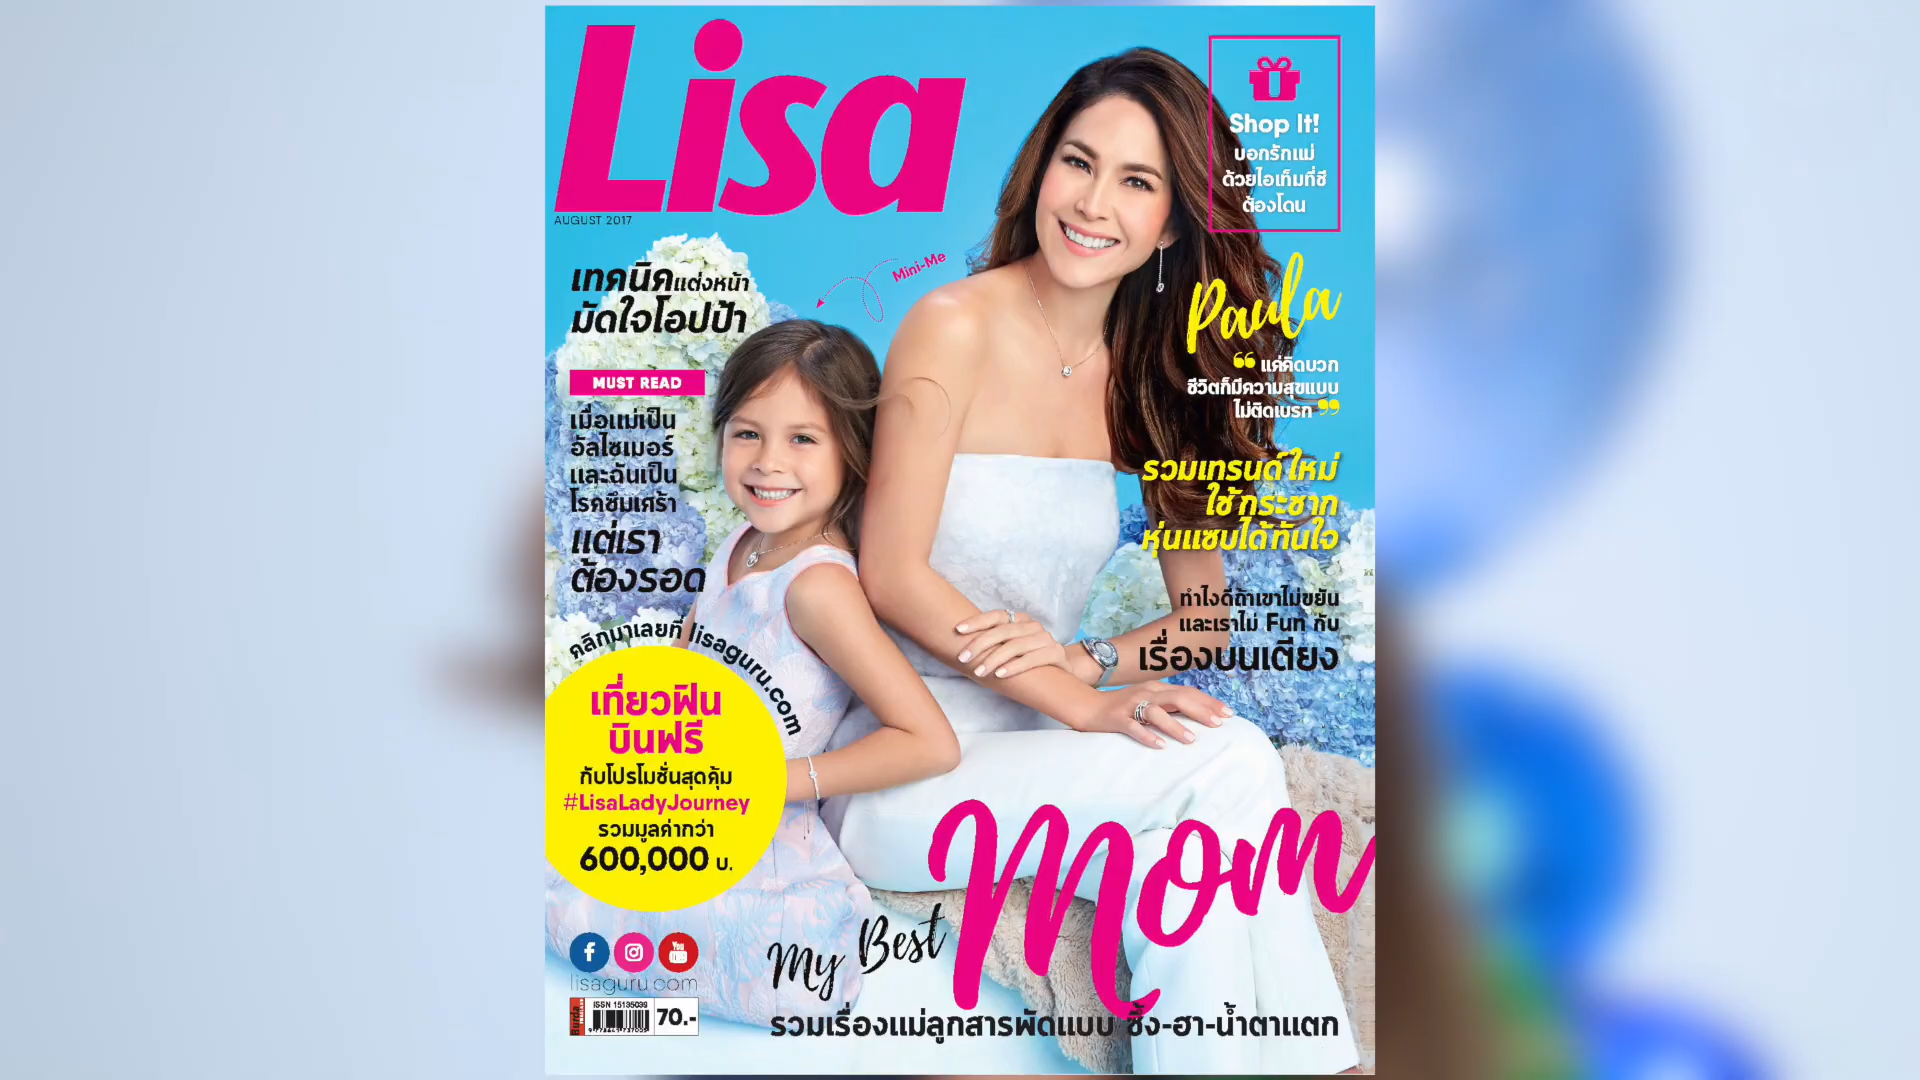 Lisa
AUGUST 2017
Shop It!
บอกรักแม่
ด้วยไอเท็มที่ชี
ต้องโดน
Mini-Me
เทคนิคแต่งหน้า
มัดใจโอปป้า
MUST READ
เมื่อแม่เป็น
อัลไซเมอร์
และฉันเป็น
โรคซึมเศร้า
แต่เรา
ต้องรอด
Paula
“ แค่คิดบวก
ชีวิตก็มีความสุขแบบ
ไม่ติดเบรก ”
รวมเทรนด์ใหม่
ใช้กระชาก
หุ่นแซบได้ทันใจ
ทำไงดีถ้าเขาไม่ขยัน
และเราไม่ Fun กับ
เรื่องบนเตียง
คลิกมาเลยที่ lisaguru.com
เที่ยวฟิน
บินฟรี
กับโปรโมชั่นสุดคุ้ม
#LisaLadyJourney
รวมมูลค่ากว่า
600,000 บ.
My Best Mom
รวมเรื่องแม่ลูกสารพัดแบบ ซึ้ง-ฮา-น้ำตาแตก
You
lisaguru.com
Burda
ISSN 15135039
70.-